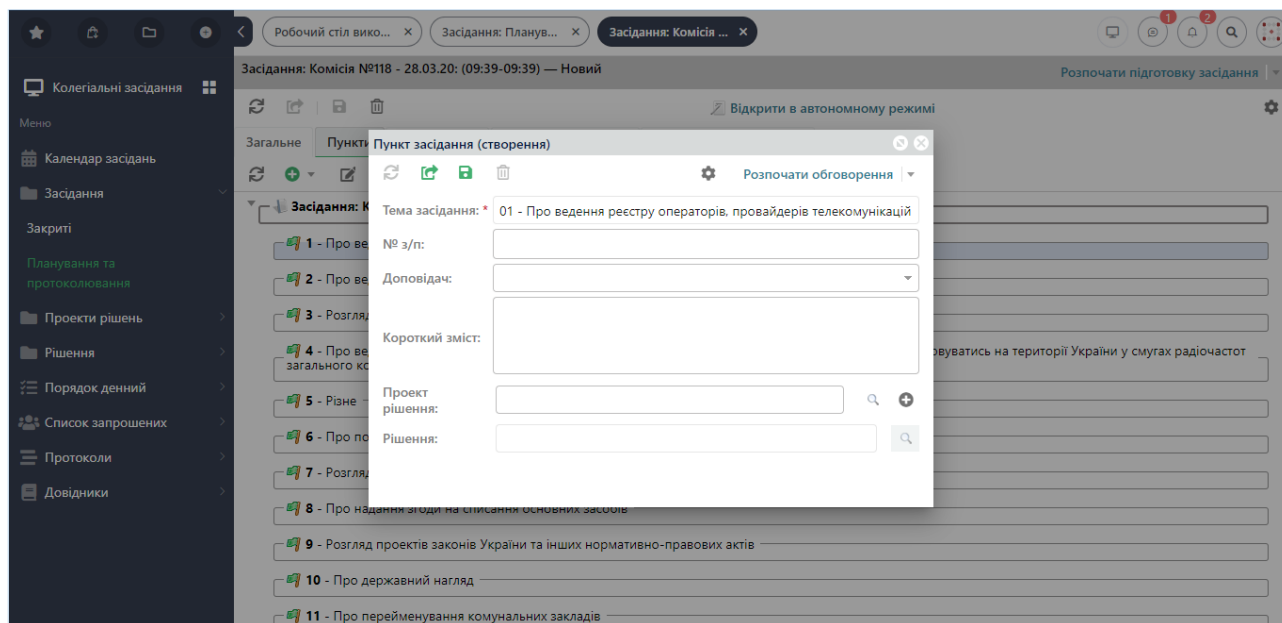 Робочий стіл вико... ×
Засідання: Планув... ×
Засідання: Комісія ... ×
1
2
Колегіальні засідання
Меню
Календар засідань
Засідання
Закриті
Планування та
протоколювання
Проекти рішень
Рішення
Порядок денний
Список запрошених
Протоколи
Довідники
Засідання: Комісія №118 - 28.03.20: (09:39-09:39) — Новий
Розпочати підготовку засідання
Відкрити в автономному режимі
Загальне
Пункти
Засідання: К
1 - Про ве
2 - Про ве
3 - Розгля
4 - Про ве
овуватись на території України у смугах радіочастот
загального ко
5 - Різне
6 - Про по
7 - Розгля
8 - Про надання згоди на списання основних засобів
9 - Розгляд проектів законів України та інших нормативно-правових актів
10 - Про державний нагляд
11 - Про перейменування комунальних закладів
Пункт засідання (створення)
Розпочати обговорення
Тема засідання: *
01 - Про ведення реєстру операторів, провайдерів телекомунікацій
№ з/п:
Доповідач:
Короткий зміст:
Проект
рішення:
Рішення: